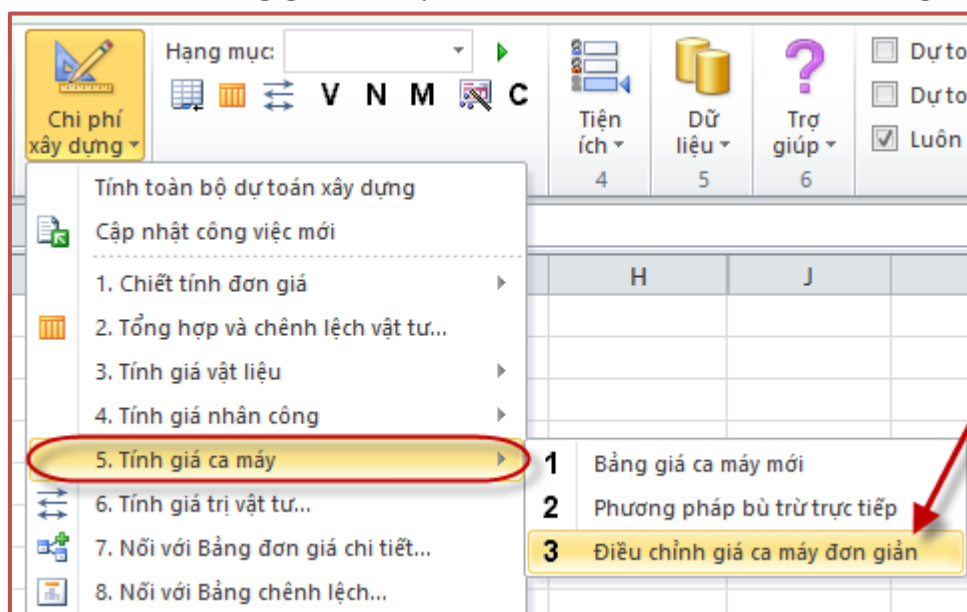 Hạng mục:
V N M C
Chi phí
xây dựng
Tiện
ích
4
Dữ
liệu
5
Trợ
giúp
6
Dự to
Dự to
Luôn
Tính toàn bộ dự toán xây dựng
Cập nhật công việc mới
H J
1. Chiết tính đơn giá
2. Tổng hợp và chênh lệch vật tư...
3. Tính giá vật liệu
4. Tính giá nhân công
5. Tính giá ca máy
6. Tính giá trị vật tư...
7. Nối với Bảng đơn giá chi tiết...
8. Nối với Bảng chênh lệch...
1 Bảng giá ca máy mới
2 Phương pháp bù trừ trực tiếp
3 Điều chỉnh giá ca máy đơn giản